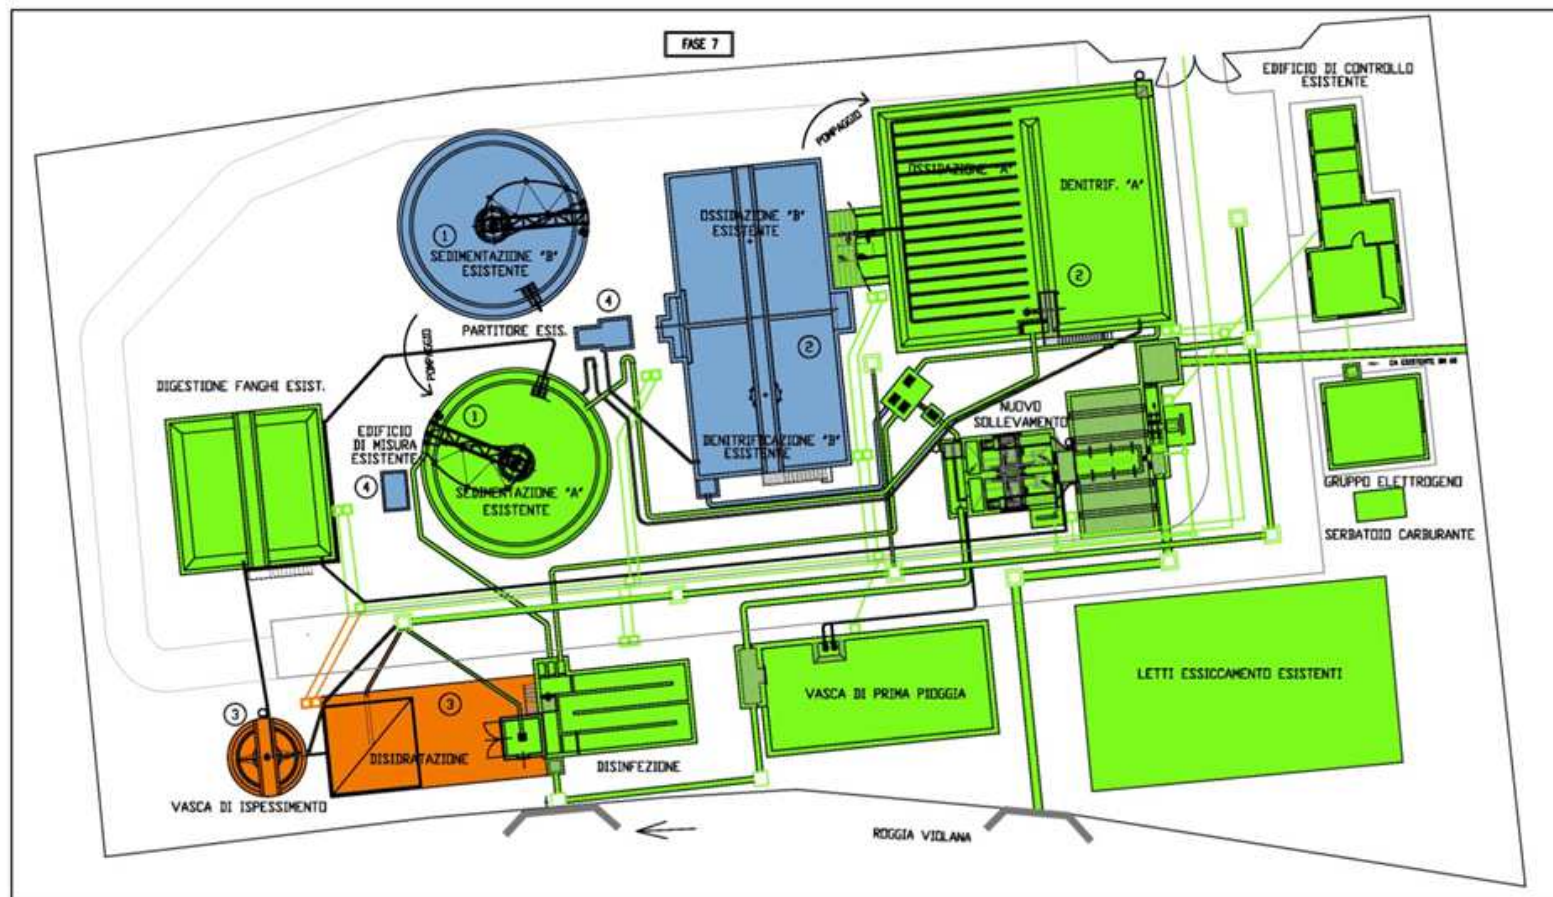 FASE 7
EDIFICIO DI CONTROLLO
ESISTENTE
POMPAGGIO
OSSIDAZIONE "A"
DENITRIF. "A"
OSSIDAZIONE "B"
ESISTENTE
1
SEDIMENTAZIONE "B"
ESISTENTE
2
4
PARTITORE ESIS.
2
POMPAGGIO
DIGESTIONE FANGHI ESIST.
1
NUOVO
SOLLEVAMENTO
EDIFICIO
DI MISURA
ESISTENTE
DENITRIFICAZIONE "B"
ESISTENTE
4
SEDIMENTAZIONE "A"
ESISTENTE
GRUPPO ELETTROGENO
SERBATOIO CARBURANTE
LETTI ESSICCAMENTO ESISTENTI
VASCA DI PRIMA PIOGGIA
3
3
DISIDRATAZIONE
DISINFEZIONE
VASCA DI ISPESSIMENTO
ROGGIA VIOLANA